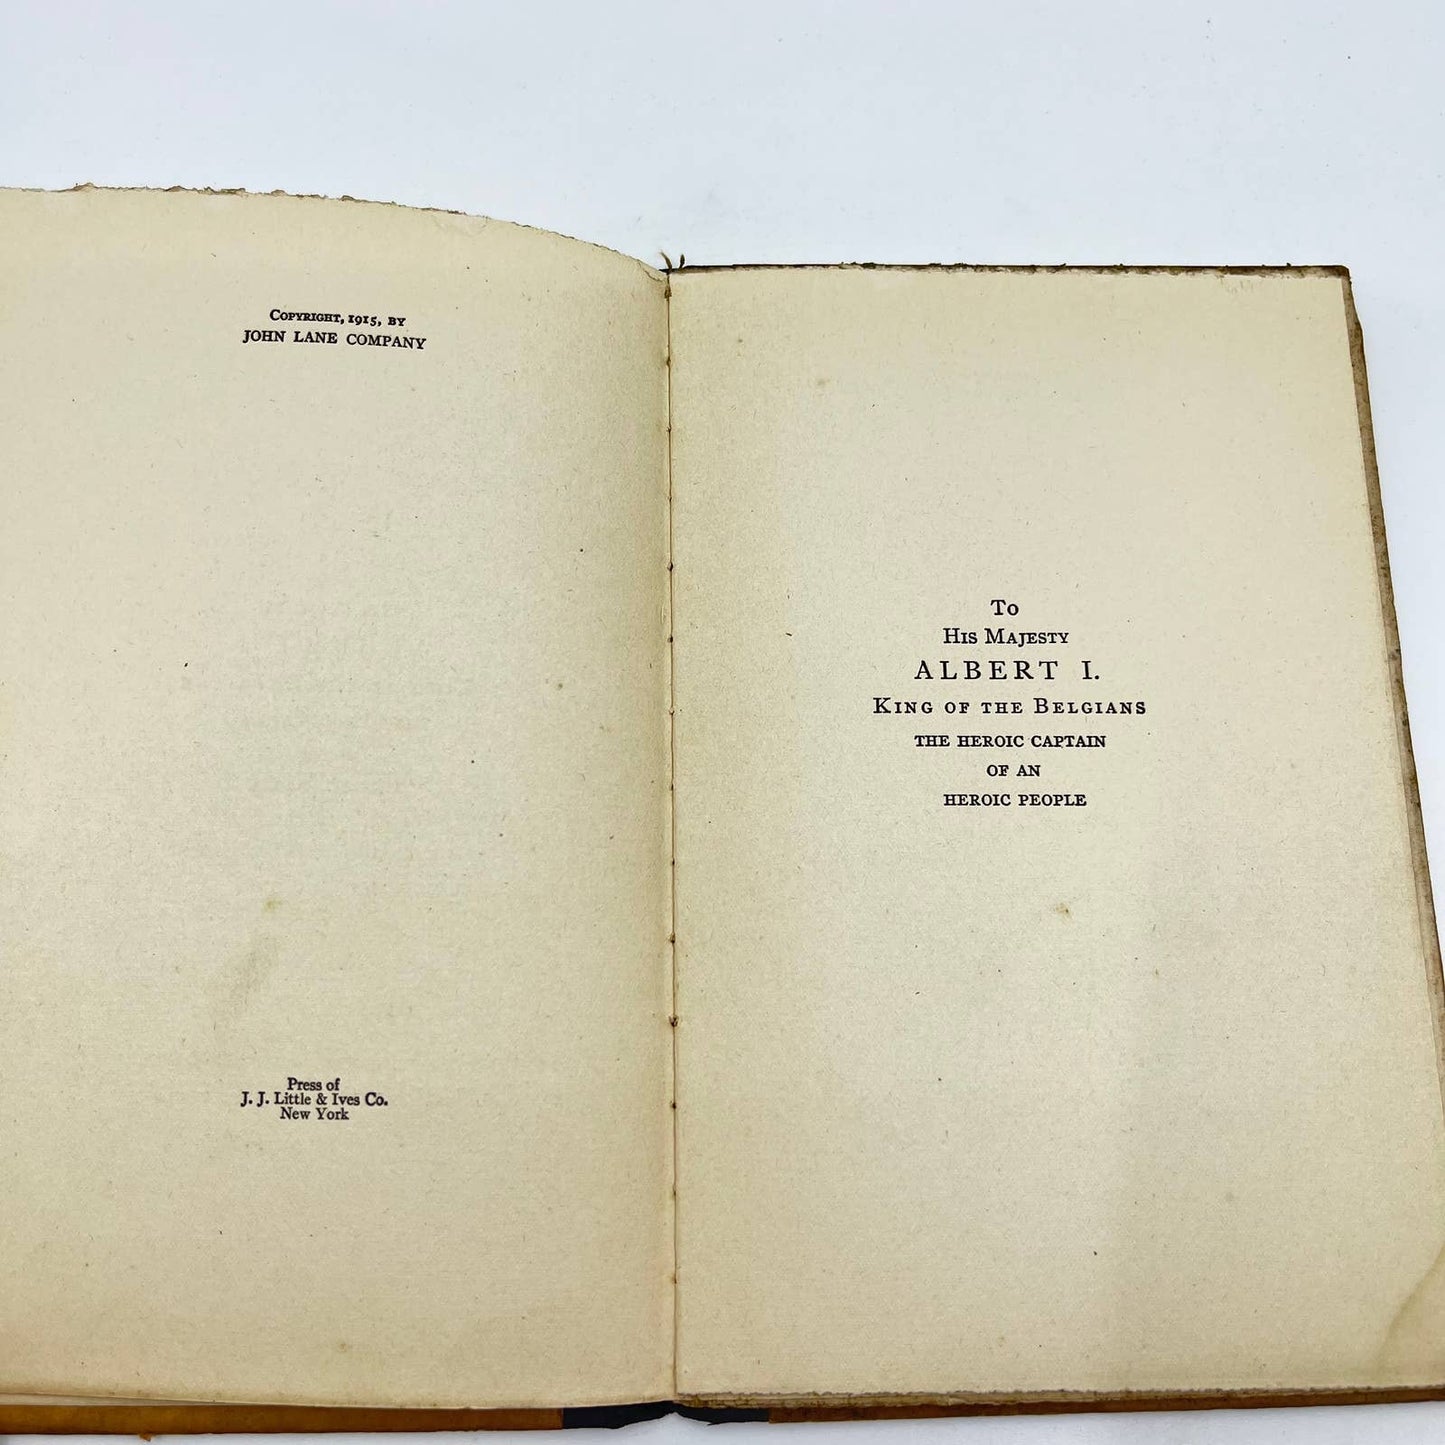 Copyright, 1915, by
JOHN LANE COMPANY
Press of
J. J. Little & Ives Co.
New York
To
His Majesty
ALBERT I.
King of the Belgians
THE HEROIC CAPTAIN
OF AN
HEROIC PEOPLE